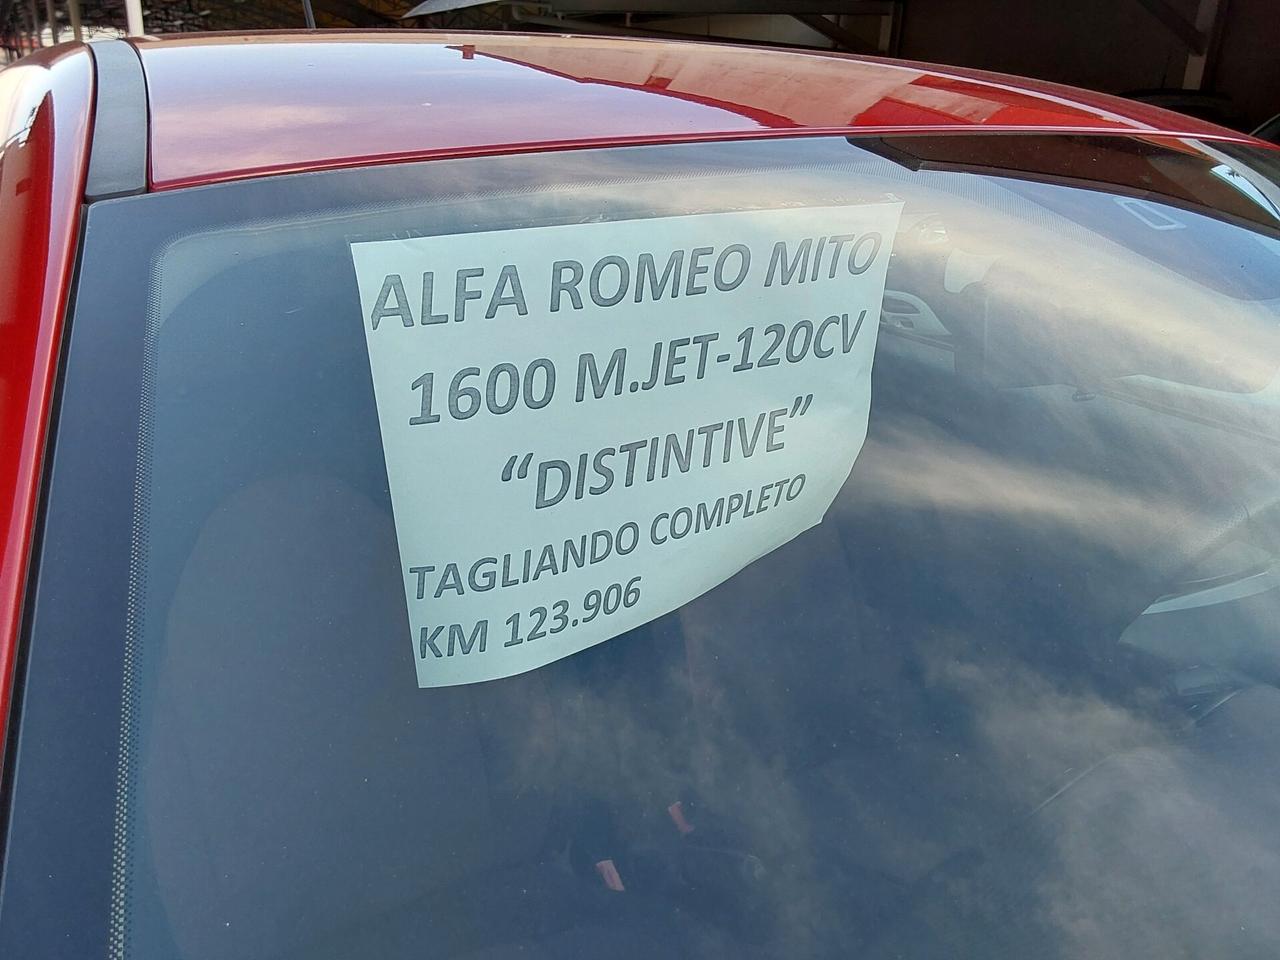 ALFA ROMEO MITO
1600 M.JET-120CV
“DISTINTIVE”
TAGLIANDO COMPLETO
KM 123.906